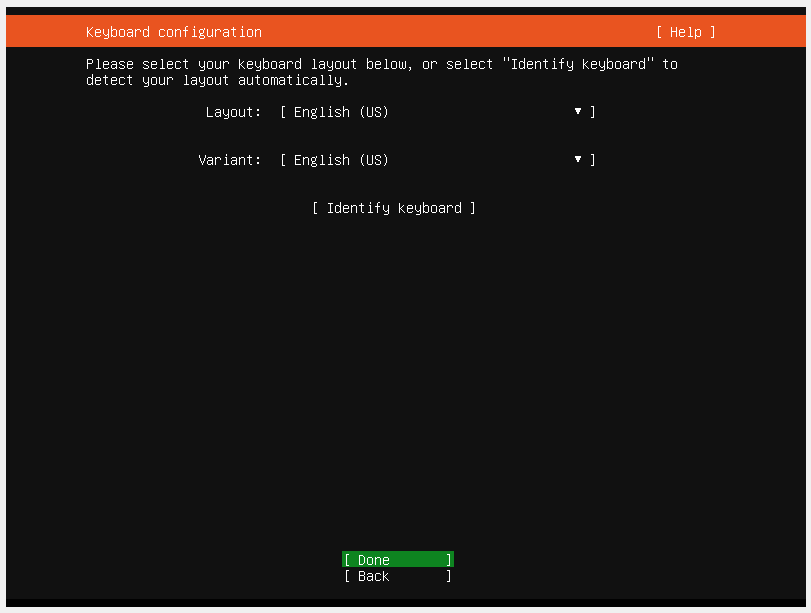 Keyboard configuration [ Help ]
Please select your keyboard layout below, or select "Identify keyboard" to
detect your layout automatically.
Layout: [ English (US) ▾ ]
Variant: [ English (US) ▾ ]
[ Identify keyboard ]
[ Done ]
[ Back ]